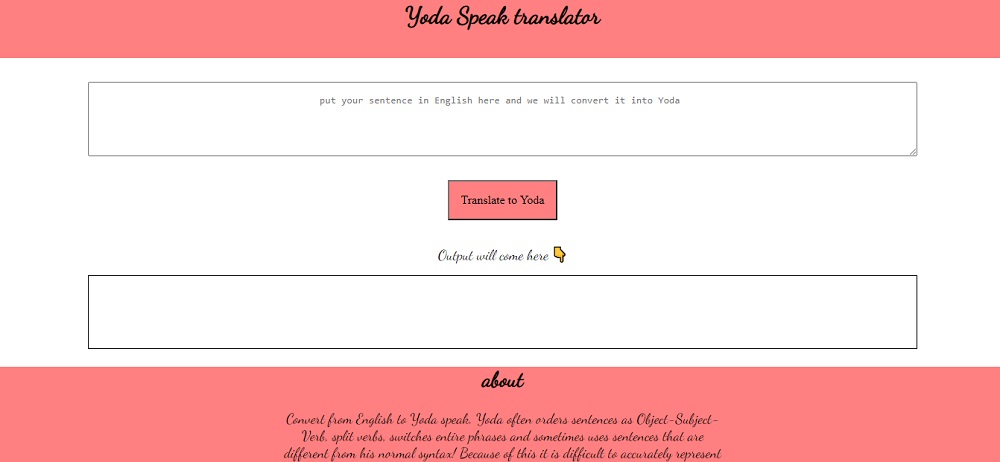 Yoda Speak translator
put your sentence in English here and we will convert it into Yoda
Translate to Yoda
Output will come here 👇
about
Convert from English to Yoda speak. Yoda often orders sentences as Object-Subject-
Verb, split verbs, switches entire phrases and sometimes uses sentences that are
different from his normal syntax! Because of this it is difficult to accurately represent